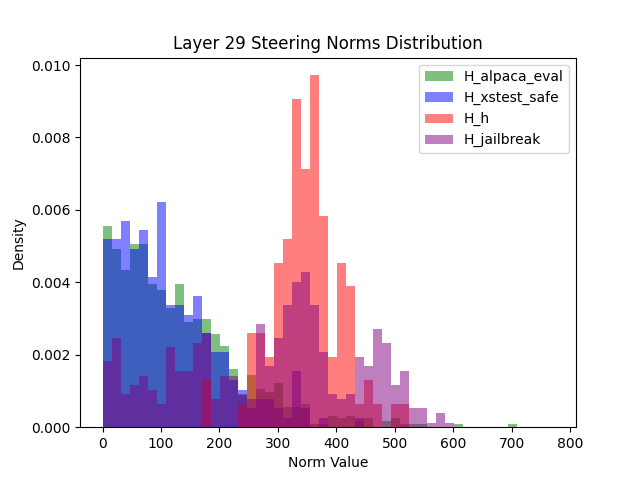 Layer 29 Steering Norms Distribution
0.010
0.008
0.006
0.004
0.002
0.000
Density
H_alpaca_eval
H_xstest_safe
H_h
H_jailbreak
0 100 200 300 400 500 600 700 800
Norm Value